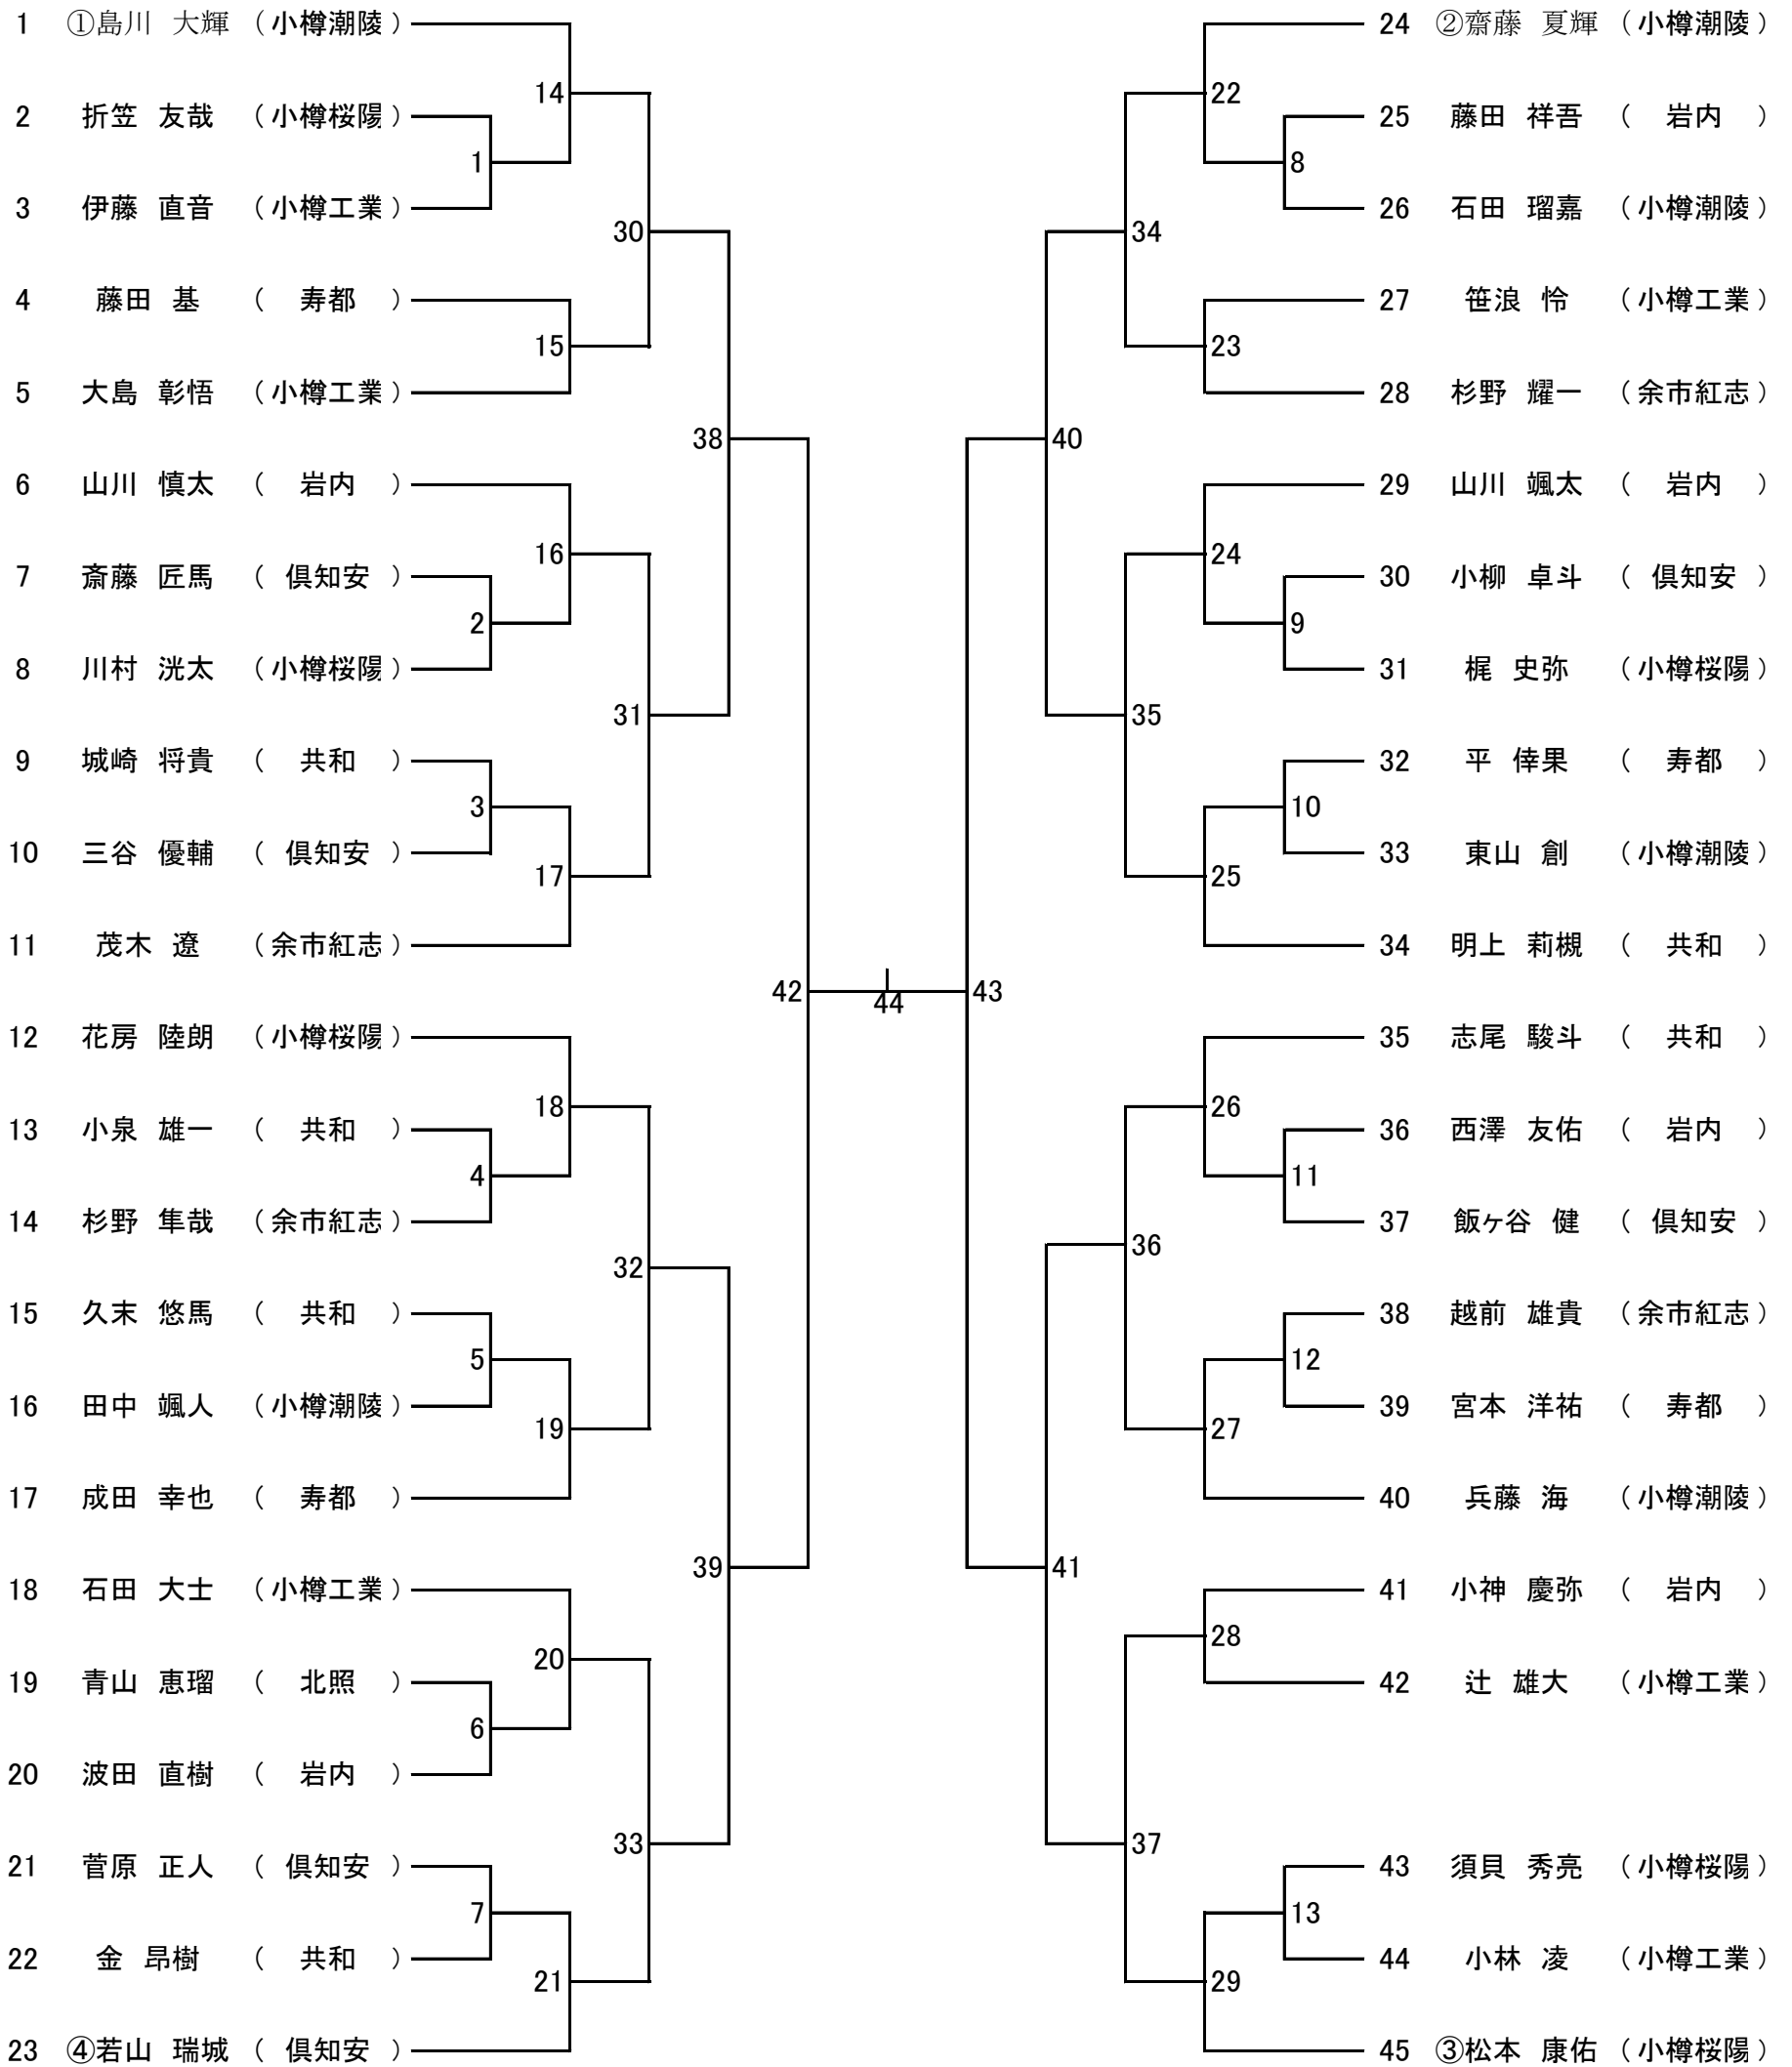 1 ①島川 大輝 (小樽潮陵)
14
2 折笠 友哉 (小樽桜陽)
1
3 伊藤 直音 (小樽工業)
30
4 藤田 基 ( 寿都 )
15
5 大島 彰悟 (小樽工業)
38
6 山川 慎太 ( 岩内 )
16
7 斎藤 匠馬 ( 倶知安 )
2
8 川村 洸太 (小樽桜陽)
31
9 城崎 将貴 ( 共和 )
3
10 三谷 優輔 ( 倶知安 )
17
11 茂木 遼 (余市紅志)
42
12 花房 陸朗 (小樽桜陽)
18
13 小泉 雄一 ( 共和 )
4
14 杉野 隼哉 (余市紅志)
32
15 久末 悠馬 ( 共和 )
5
16 田中 颯人 (小樽潮陵)
19
17 成田 幸也 ( 寿都 )
39
18 石田 大士 (小樽工業)
20
19 青山 恵瑠 ( 北照 )
6
20 波田 直樹 ( 岩内 )
33
21 菅原 正人 ( 倶知安 )
7
22 金 昂樹 ( 共和 )
21
23 ④若山 瑞城 ( 倶知安 )
44
24 ②齋藤 夏輝 (小樽潮陵)
22
25 藤田 祥吾 ( 岩内 )
8
26 石田 瑠嘉 (小樽潮陵)
34
27 笹浪 怜 (小樽工業)
23
28 杉野 耀一 (余市紅志)
40
29 山川 颯太 ( 岩内 )
24
30 小柳 卓斗 ( 倶知安 )
9
31 梶 史弥 (小樽桜陽)
35
32 平 倖果 ( 寿都 )
10
33 東山 創 (小樽潮陵)
25
34 明上 莉槻 ( 共和 )
43
35 志尾 駿斗 ( 共和 )
26
36 西澤 友佑 ( 岩内 )
11
37 飯ヶ谷 健 ( 倶知安 )
36
38 越前 雄貴 (余市紅志)
12
39 宮本 洋祐 ( 寿都 )
27
40 兵藤 海 (小樽潮陵)
41
41 小神 慶弥 ( 岩内 )
28
42 辻 雄大 (小樽工業)
37
43 須貝 秀亮 (小樽桜陽)
13
44 小林 凌 (小樽工業)
29
45 ③松本 康佑 (小樽桜陽)